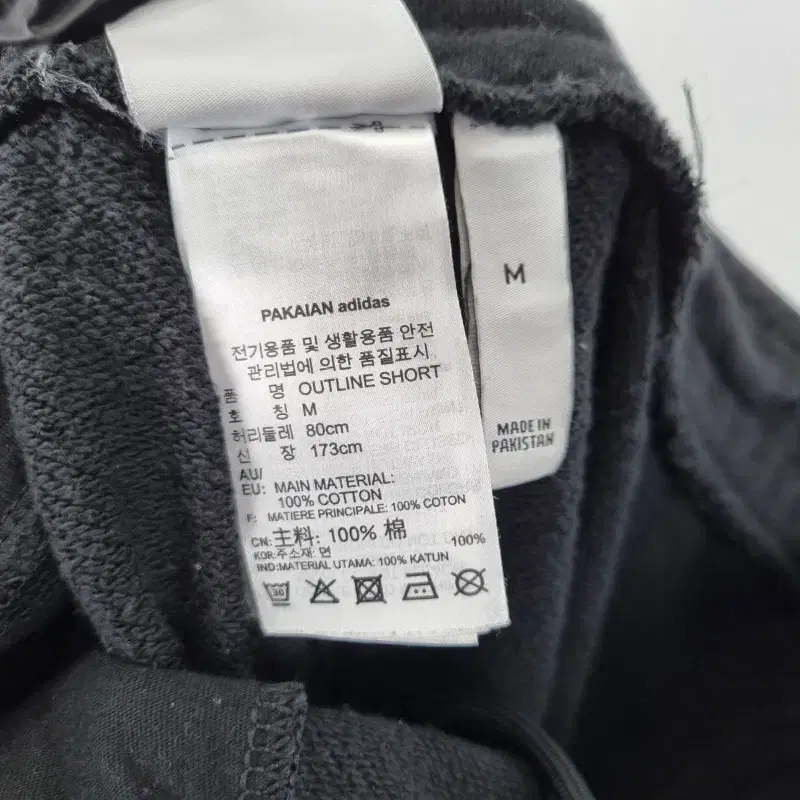 PAKAIAN adidas
전기용품 및 생활용품 안전
관리법에 의한 품질표시
품 명 OUTLINE SHORT
호 칭 M
허리둘레 80cm
신 장 173cm
AU/
EU: MAIN MATERIAL:
100% COTTON
F: MATIERE PRINCIPALE: 100% COTON
CN: 主料: 100% 棉
KOR:주소재: 면 100%
IND:MATERIAL UTAMA: 100% KATUN
30
M
MADE IN
PAKISTAN